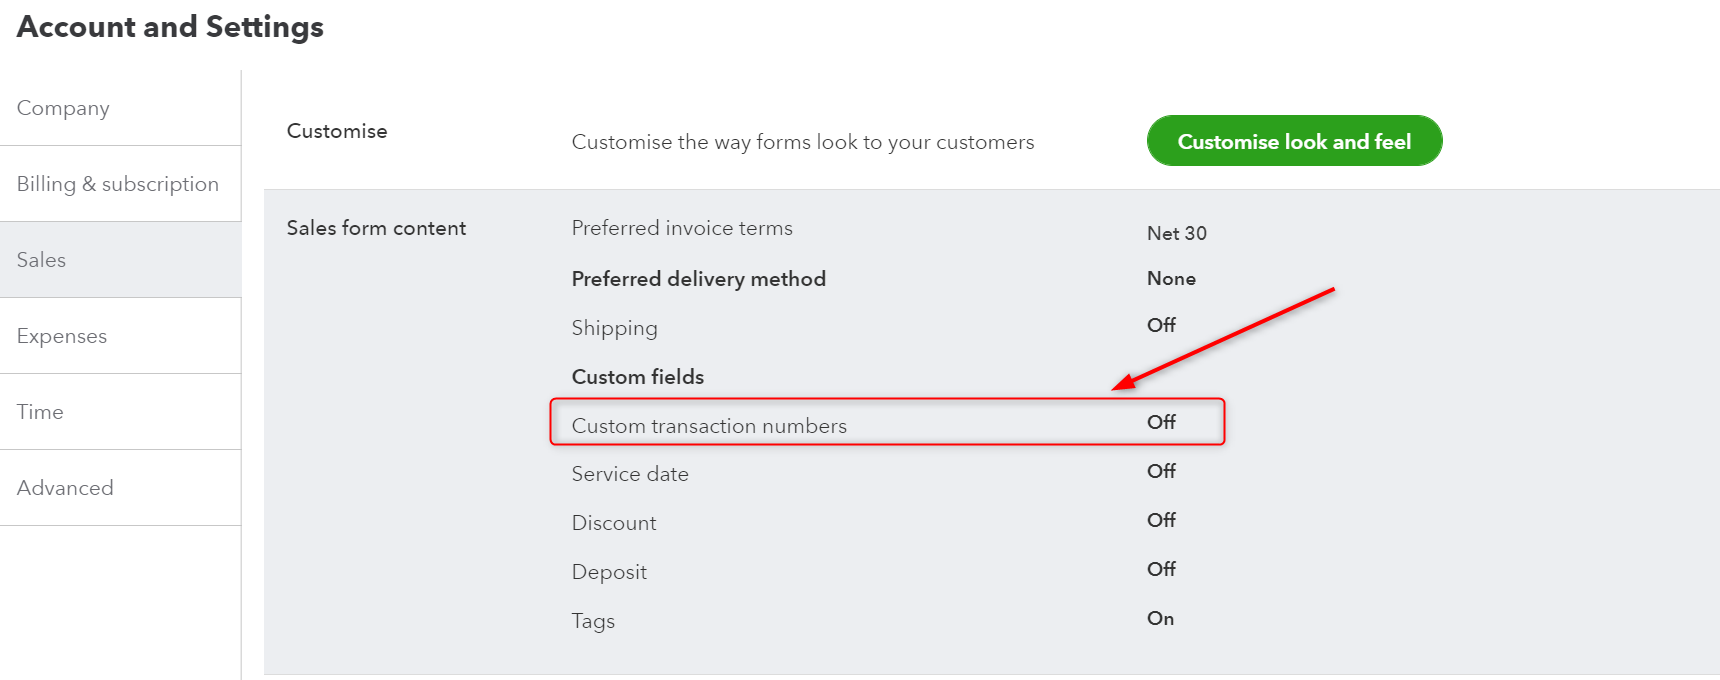 Account and Settings
Company
Billing & subscription
Sales
Expenses
Time
Advanced
Customise
Customise the way forms look to your customers
Customise look and feel
Sales form content
Preferred invoice terms
Net 30
Preferred delivery method
None
Shipping
Off
Custom fields
Custom transaction numbers
Off
Service date
Off
Discount
Off
Deposit
Off
Tags
On